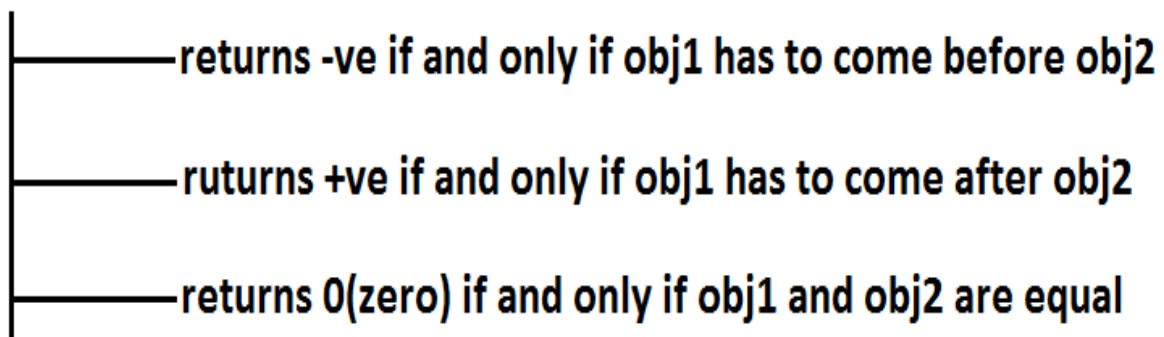 returns -ve if and only if obj1 has to come before obj2
ruturns +ve if and only if obj1 has to come after obj2
returns 0(zero) if and only if obj1 and obj2 are equal